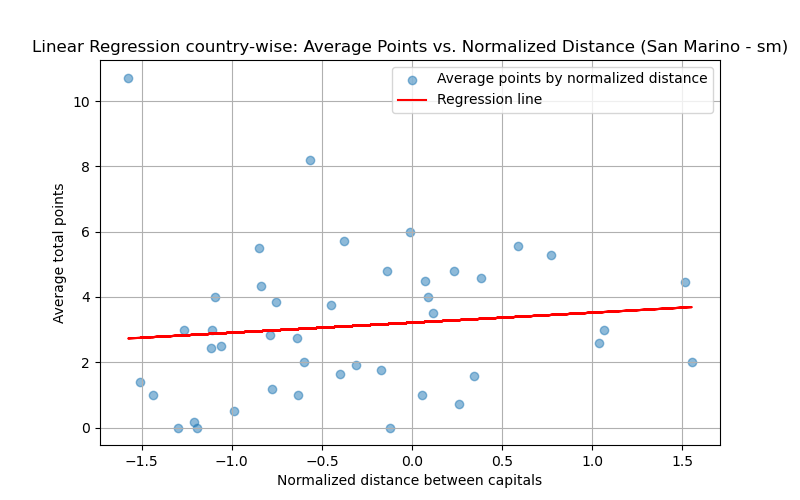 Linear Regression country-wise: Average Points vs. Normalized Distance (San Marino - sm)
Average points by normalized distance
Regression line
Average total points
10
8
6
4
2
0
−1.5 −1.0 −0.5 0.0 0.5 1.0 1.5
Normalized distance between capitals